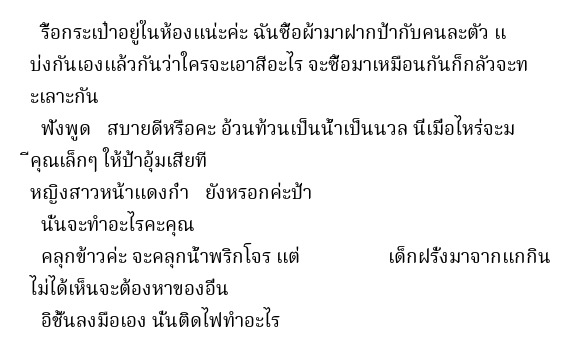 รื้อกระเป๋าอยู่ในห้องแน่ะค่ะ ฉันซื้อผ้ามาฝากป้ากับคนละตัว แ
บ่งกันเองแล้วกันว่าใครจะเอาสีอะไร จะซื้อมาเหมือนกันก็กลัวจะท
ะเลาะกัน
ฟังพูด สบายดีหรือคะ อ้วนท้วนเป็นน้ำเป็นนวล นี่เมื่อไหร่จะม
ีคุณเล็กๆ ให้ป้าอุ้มเสียที
หญิงสาวหน้าแดงก่ำ ยังหรอกค่ะป้า
นั่นจะทำอะไรคะคุณ
คลุกข้าวค่ะ จะคลุกน้ำพริกโจร แต่ เด็กฝรั่งมาจากแกกิน
ไม่ได้เห็นจะต้องหาของอื่น
อิชั้นลงมือเอง นั่นติดไฟทำอะไร